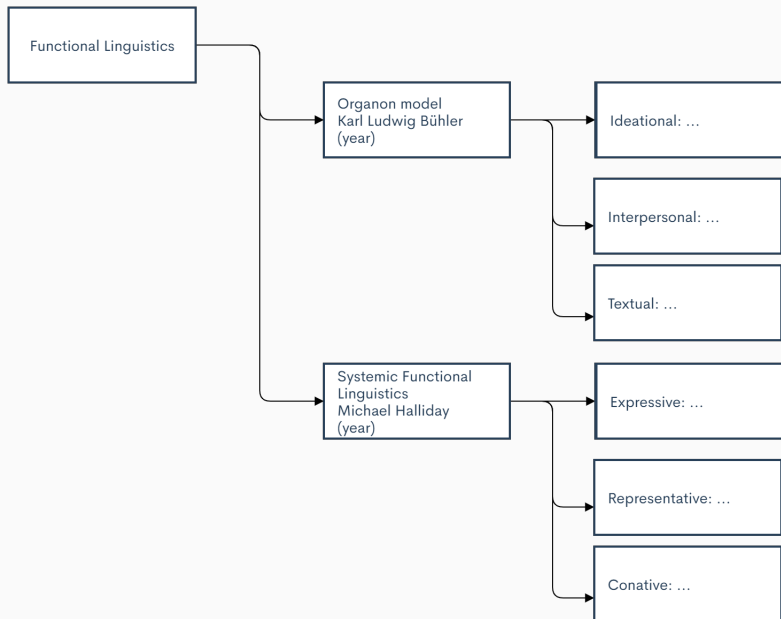 Functional Linguistics
Organon model
Karl Ludwig Bühler
(year)
Ideational: ...
Interpersonal: ...
Textual: ...
Systemic Functional
Linguistics
Michael Halliday
(year)
Expressive: ...
Representative: ...
Conative: ...